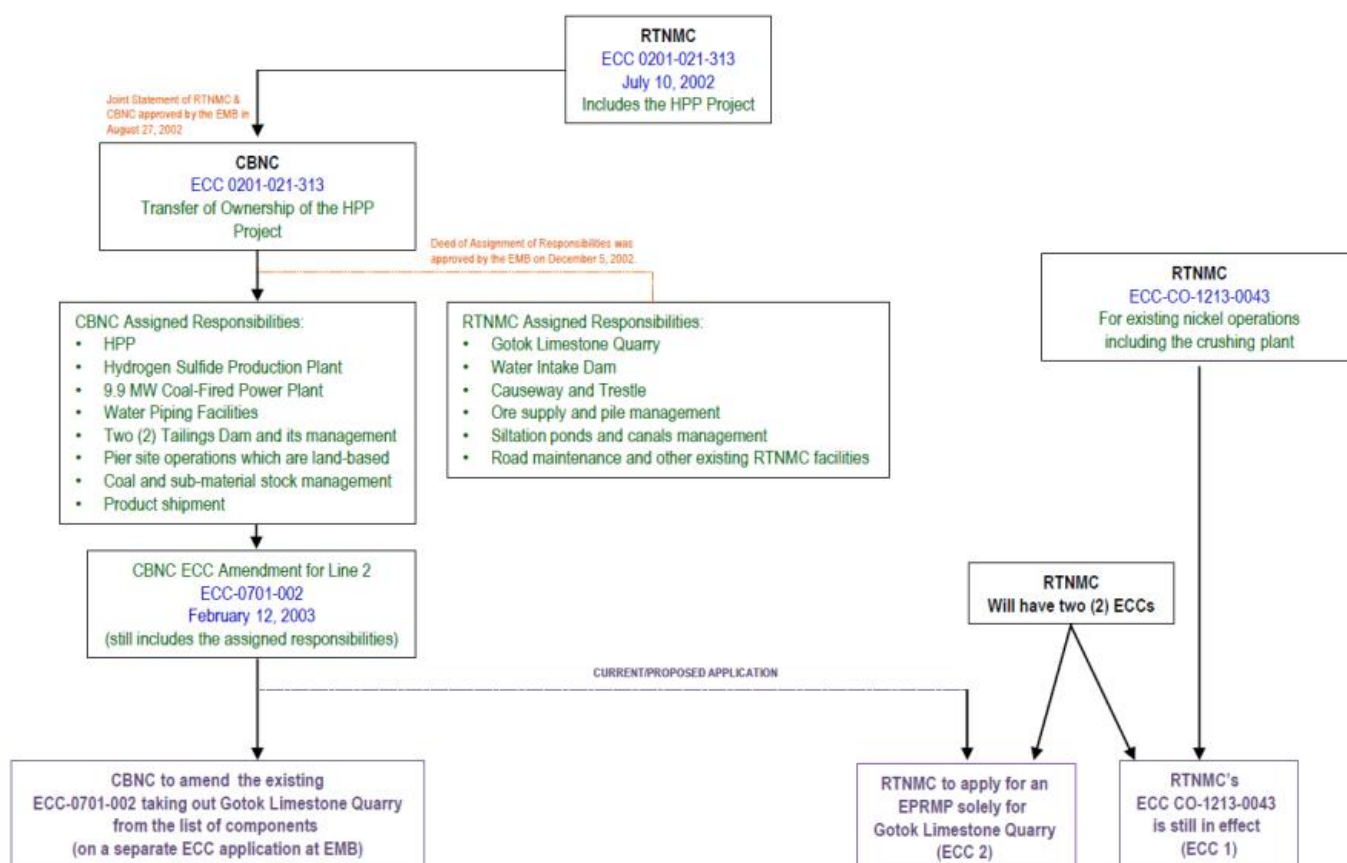 RTNMC
ECC 0201-021-313
July 10, 2002
Includes the HPP Project
Joint Statement of RTNMC &
CBNC approved by the EMB in
August 27, 2002
CBNC
ECC 0201-021-313
Transfer of Ownership of the HPP
Project
Deed of Assignment of Responsibilities was
approved by the EMB on December 5, 2002.
RTNMC
ECC-CO-1213-0043
For existing nickel operations
including the crushing plant
CBNC Assigned Responsibilities:
• HPP
• Hydrogen Sulfide Production Plant
• 9.9 MW Coal-Fired Power Plant
• Water Piping Facilities
• Two (2) Tailings Dam and its management
• Pier site operations which are land-based
• Coal and sub-material stock management
• Product shipment
RTNMC Assigned Responsibilities:
• Gotok Limestone Quarry
• Water Intake Dam
• Causeway and Trestle
• Ore supply and pile management
• Siltation ponds and canals management
• Road maintenance and other existing RTNMC facilities
CBNC ECC Amendment for Line 2
ECC-0701-002
February 12, 2003
(still includes the assigned responsibilities)
RTNMC
Will have two (2) ECCs
CURRENT/PROPOSED APPLICATION
CBNC to amend the existing
ECC-0701-002 taking out Gotok Limestone Quarry
from the list of components
(on a separate ECC application at EMB)
RTNMC to apply for an
EPRMP solely for
Gotok Limestone Quarry
(ECC 2)
RTNMC's
ECC CO-1213-0043
is still in effect
(ECC 1)